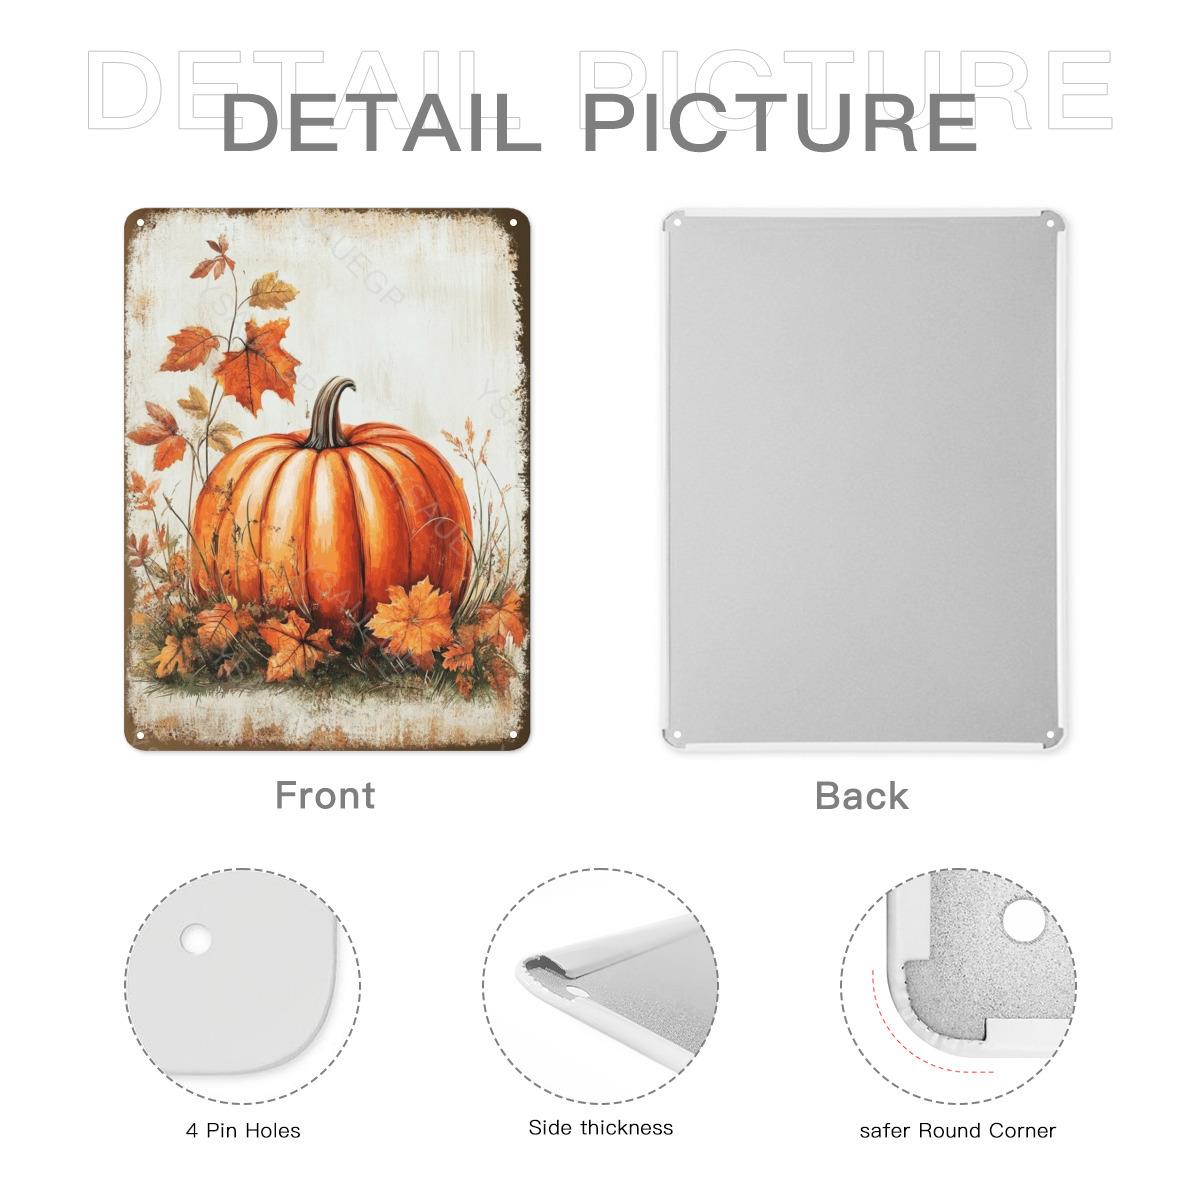 DETAIL PICTURE
DETAIL PICTURE
Front
Back
4 Pin Holes
Side thickness
safer Round Corner